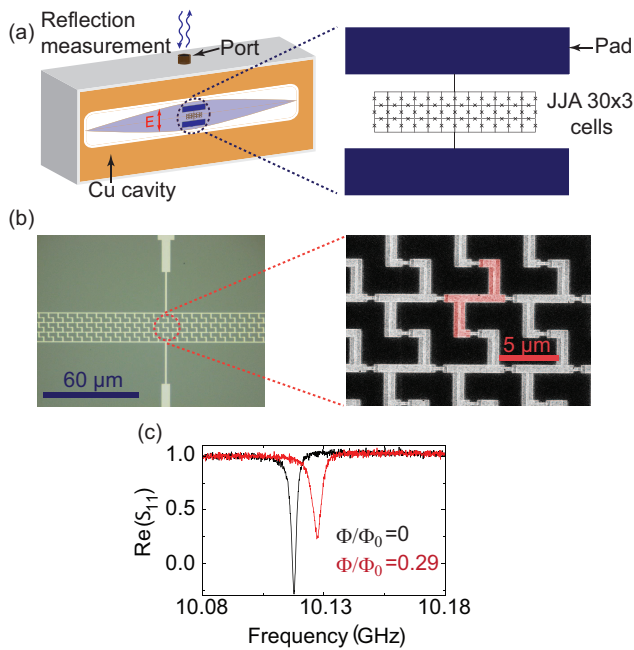 (a)
Reflection
measurement
Port
E
Cu cavity
Pad
JJA 30x3
cells
(b)
60 µm
5 µm
(c)
Re(S₁₁)
1.0
0.5
0.0
Φ/Φ₀=0
Φ/Φ₀=0.29
10.08 10.13 10.18
Frequency (GHz)